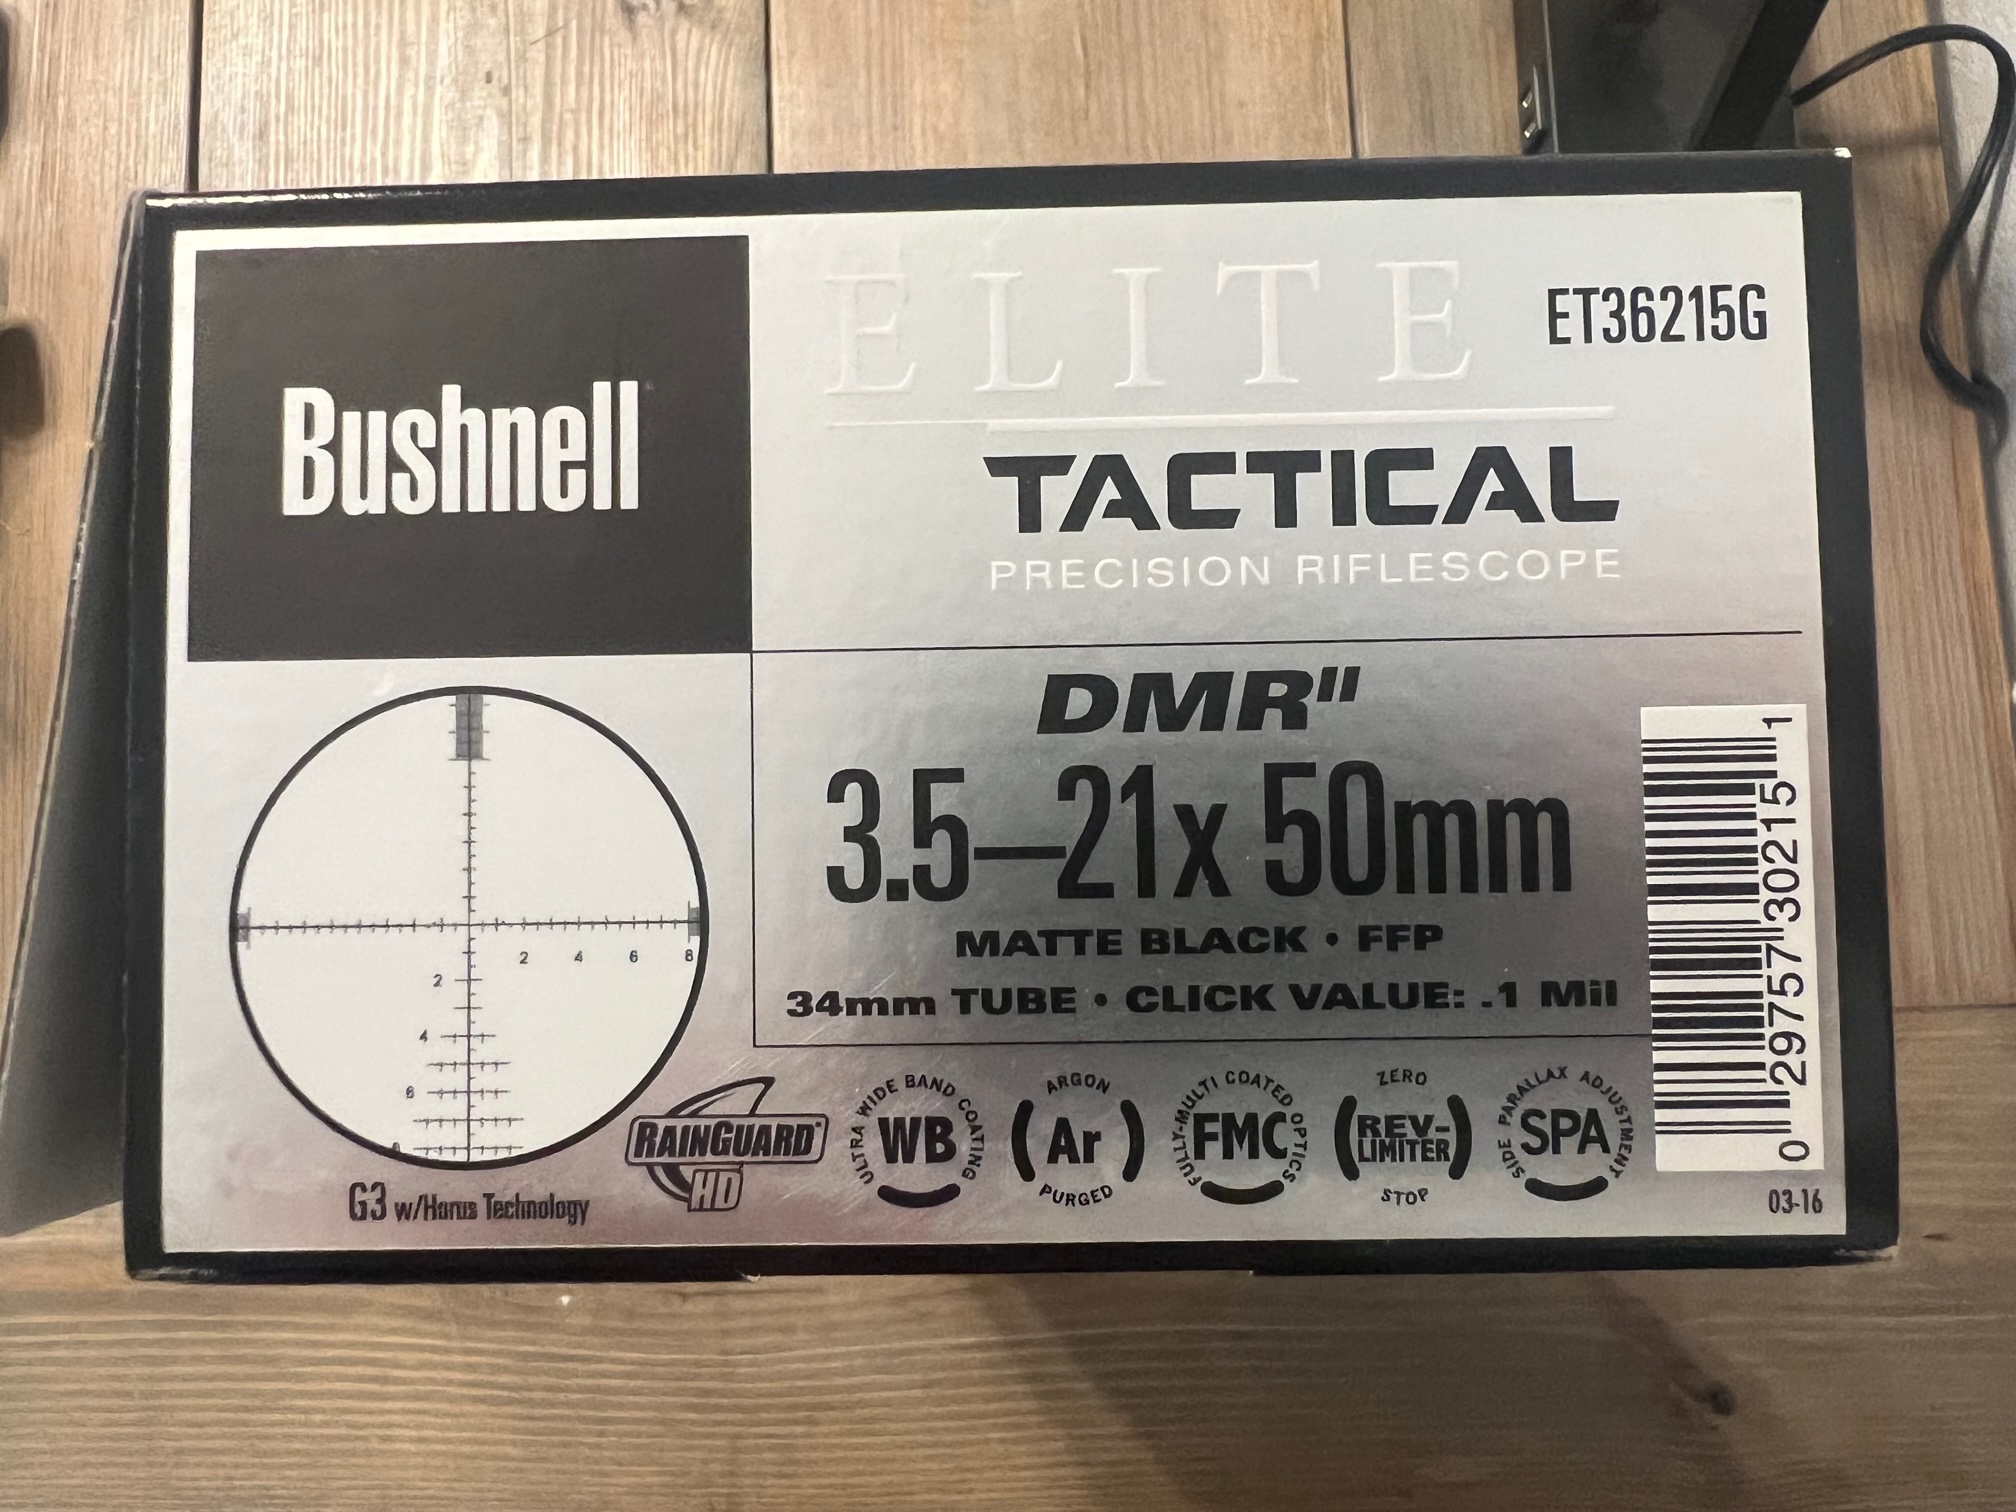 Bushnell
ELITE
ET36215G
TACTICAL
PRECISION RIFLESCOPE
DMR"
3.5–21x 50mm
MATTE BLACK • FFP
34mm TUBE • CLICK VALUE: .1 Mil
2 4 6 8
2
4
6
8
G3 w/Horus Technology
RAINGUARD®
HD
ULTRA WIDE BAND COATING
WB
ARGON
Ar
PURGED
FULLY-MULTI COATED OPTICS
FMC
ZERO
REV-
LIMITER
STOP
SIDE PARALLAX ADJUSTMENT
SPA
0 29757 30215 1
03-16